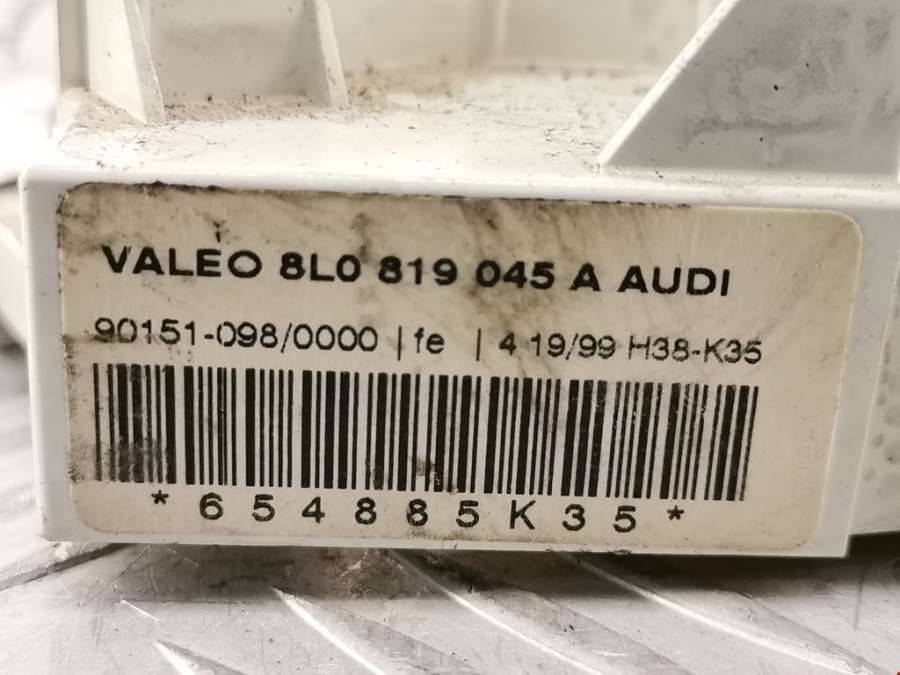 VALEO 8L0 819 045 A AUDI
90151-098/0000 | fe | 4 19/99 H38-K35
*654885K35*